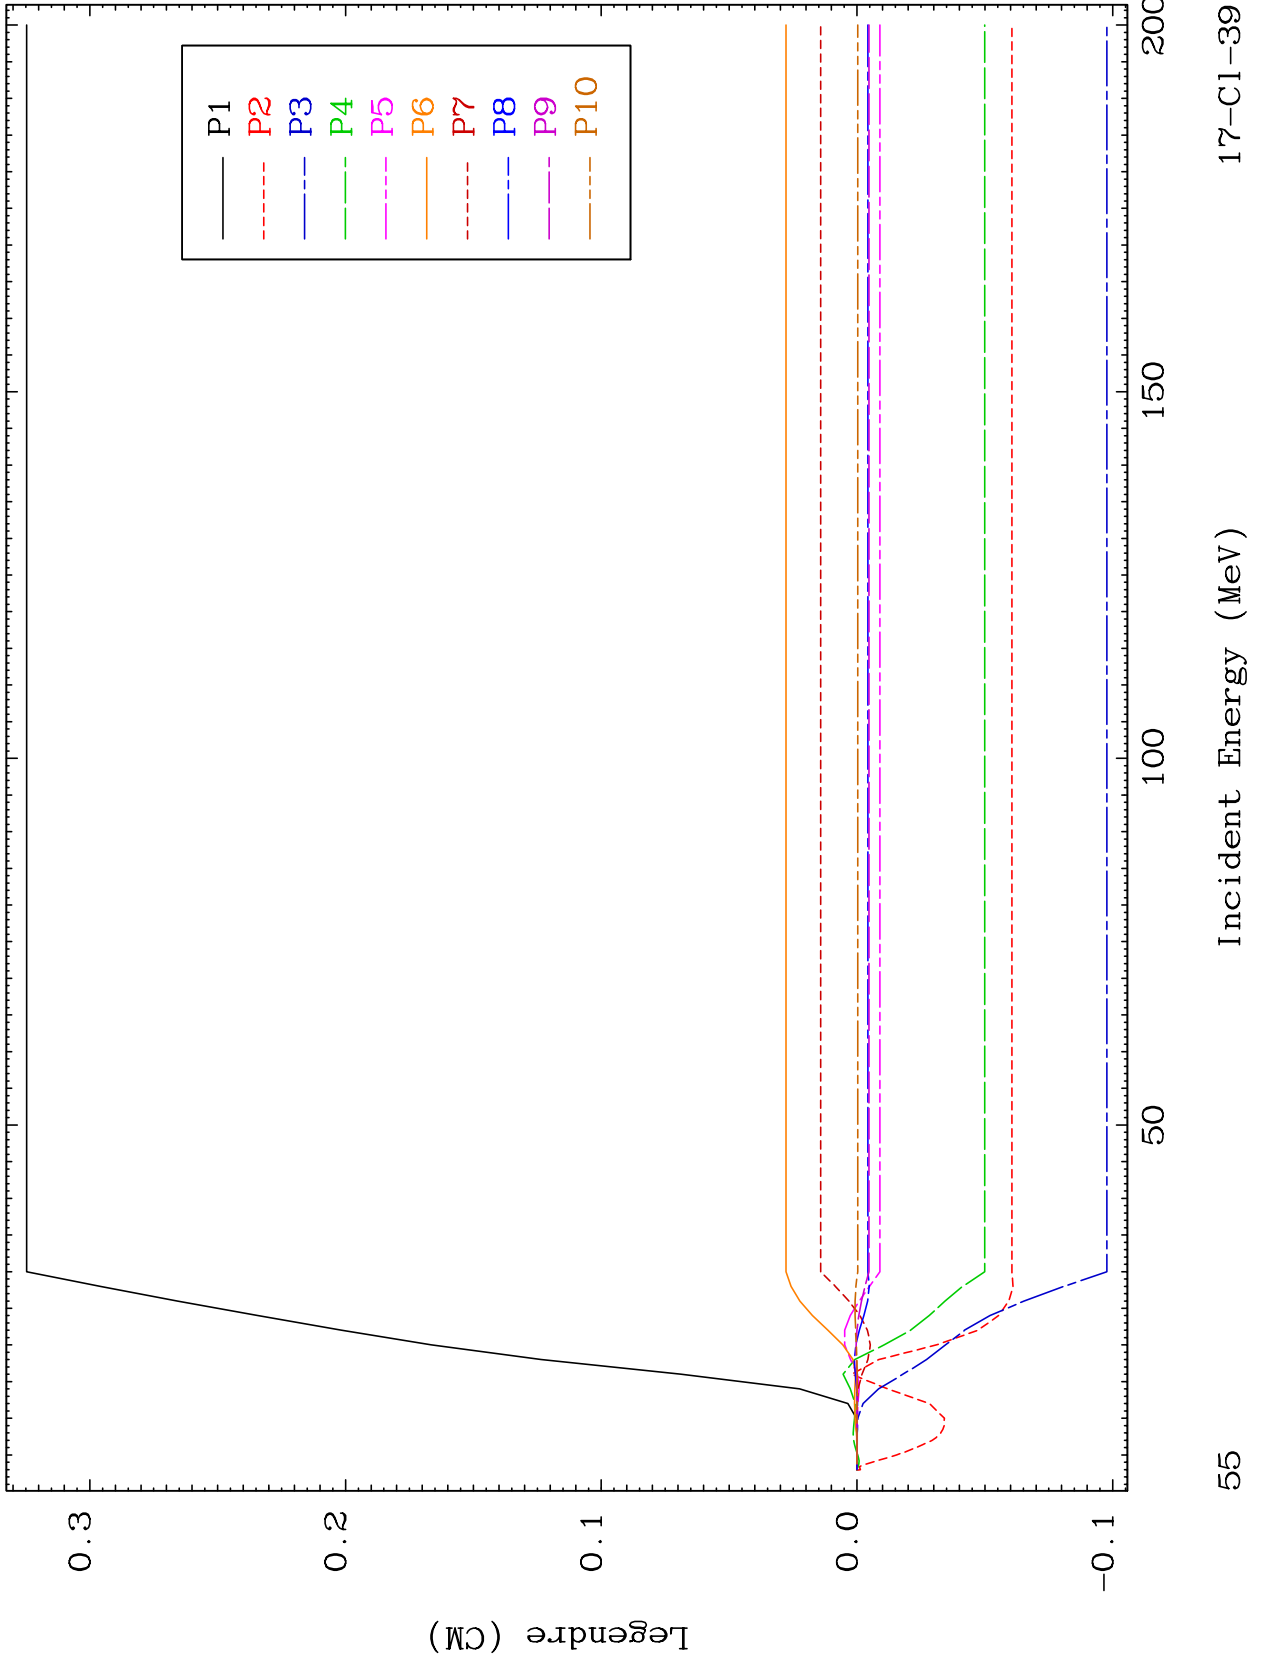 P1
P2
P3
P4
P5
P6
P7
P8
P9
P10
0.3
0.2
0.1
0.0
-0.1
Legendre (CM)
50
100
150
200
Incident Energy (MeV)
55
17-Cl-39